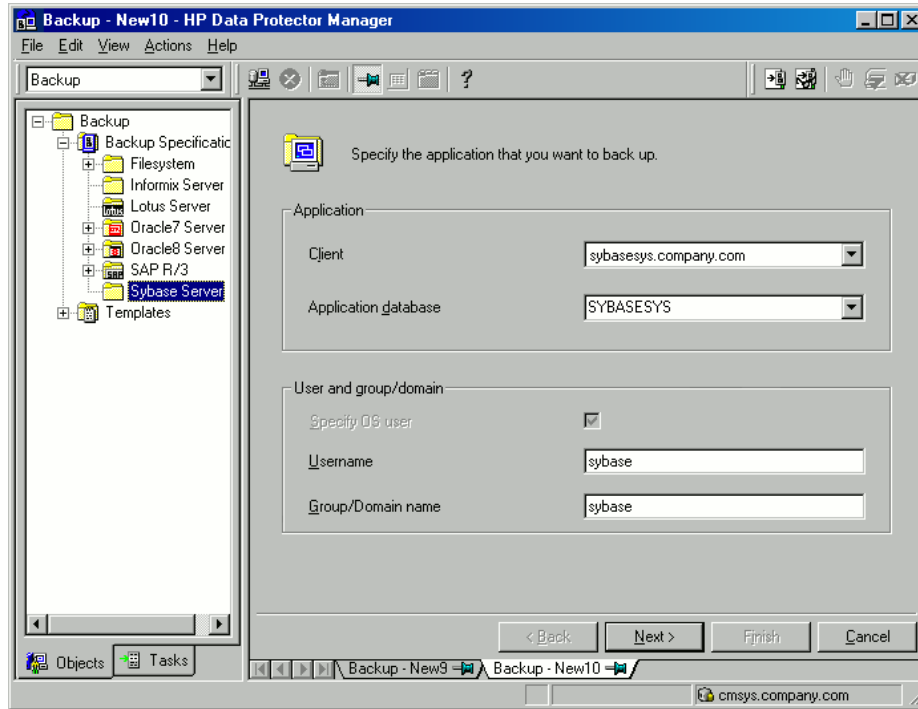 Backup - New10 - HP Data Protector Manager
File Edit View Actions Help
Backup
?
Backup
Backup Specificatic
Filesystem
Informix Server
Lotus Server
Oracle7 Server
Oracle8 Server
SAP R/3
Sybase Server
Templates
Objects
Tasks
Specify the application that you want to back up.
Application
Client
sybasesys.company.com
Application database
SYBASESYS
User and group/domain
Specify OS user
Username
sybase
Group/Domain name
sybase
< Back
Next >
Finish
Cancel
Backup - New9
Backup - New10
cmsys.company.com